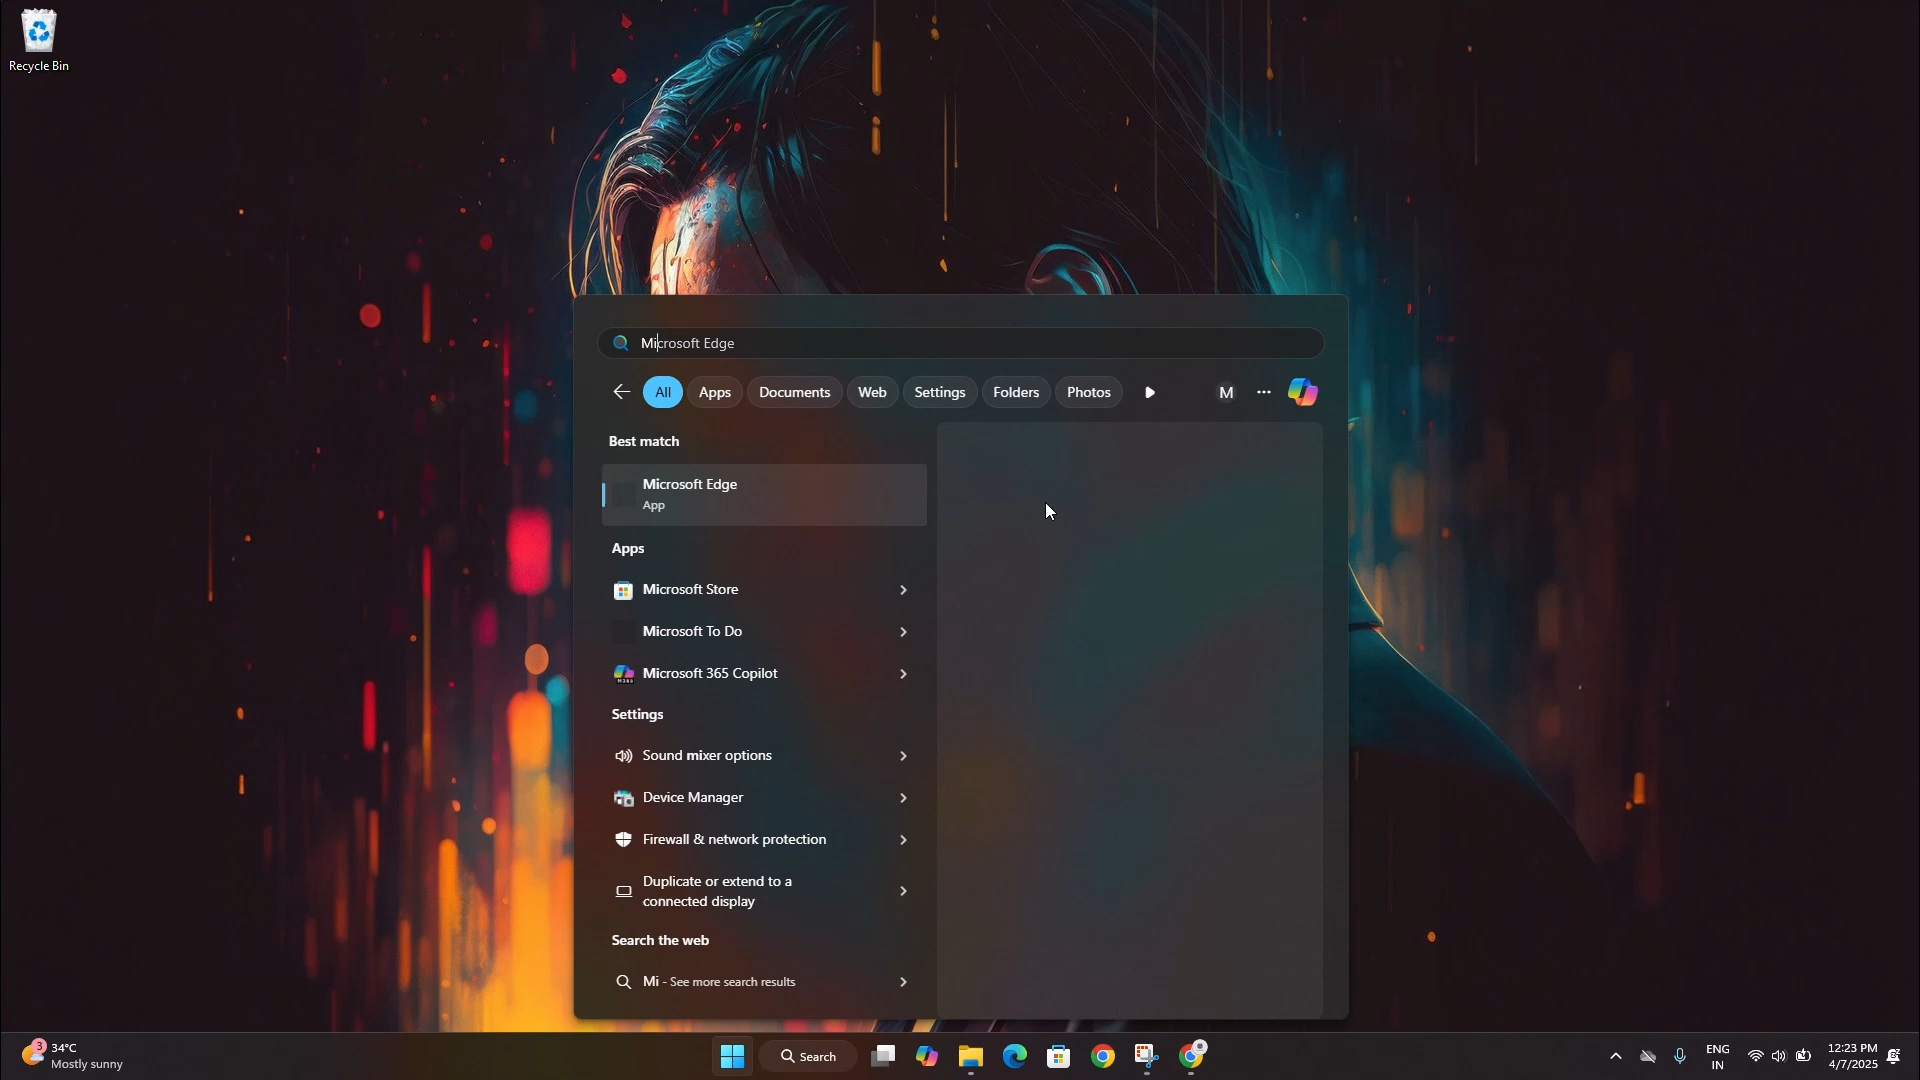 Recycle Bin
Microsoft Edge
All Apps Documents Web Settings Folders Photos M
Best match
Microsoft Edge
App
Apps
Microsoft Store
Microsoft To Do
Microsoft 365 Copilot
Settings
Sound mixer options
Device Manager
Firewall & network protection
Duplicate or extend to a
connected display
Search the web
Mi - See more search results
3
34°C
Mostly sunny
Search
ENG
IN
12:23 PM
4/7/2025